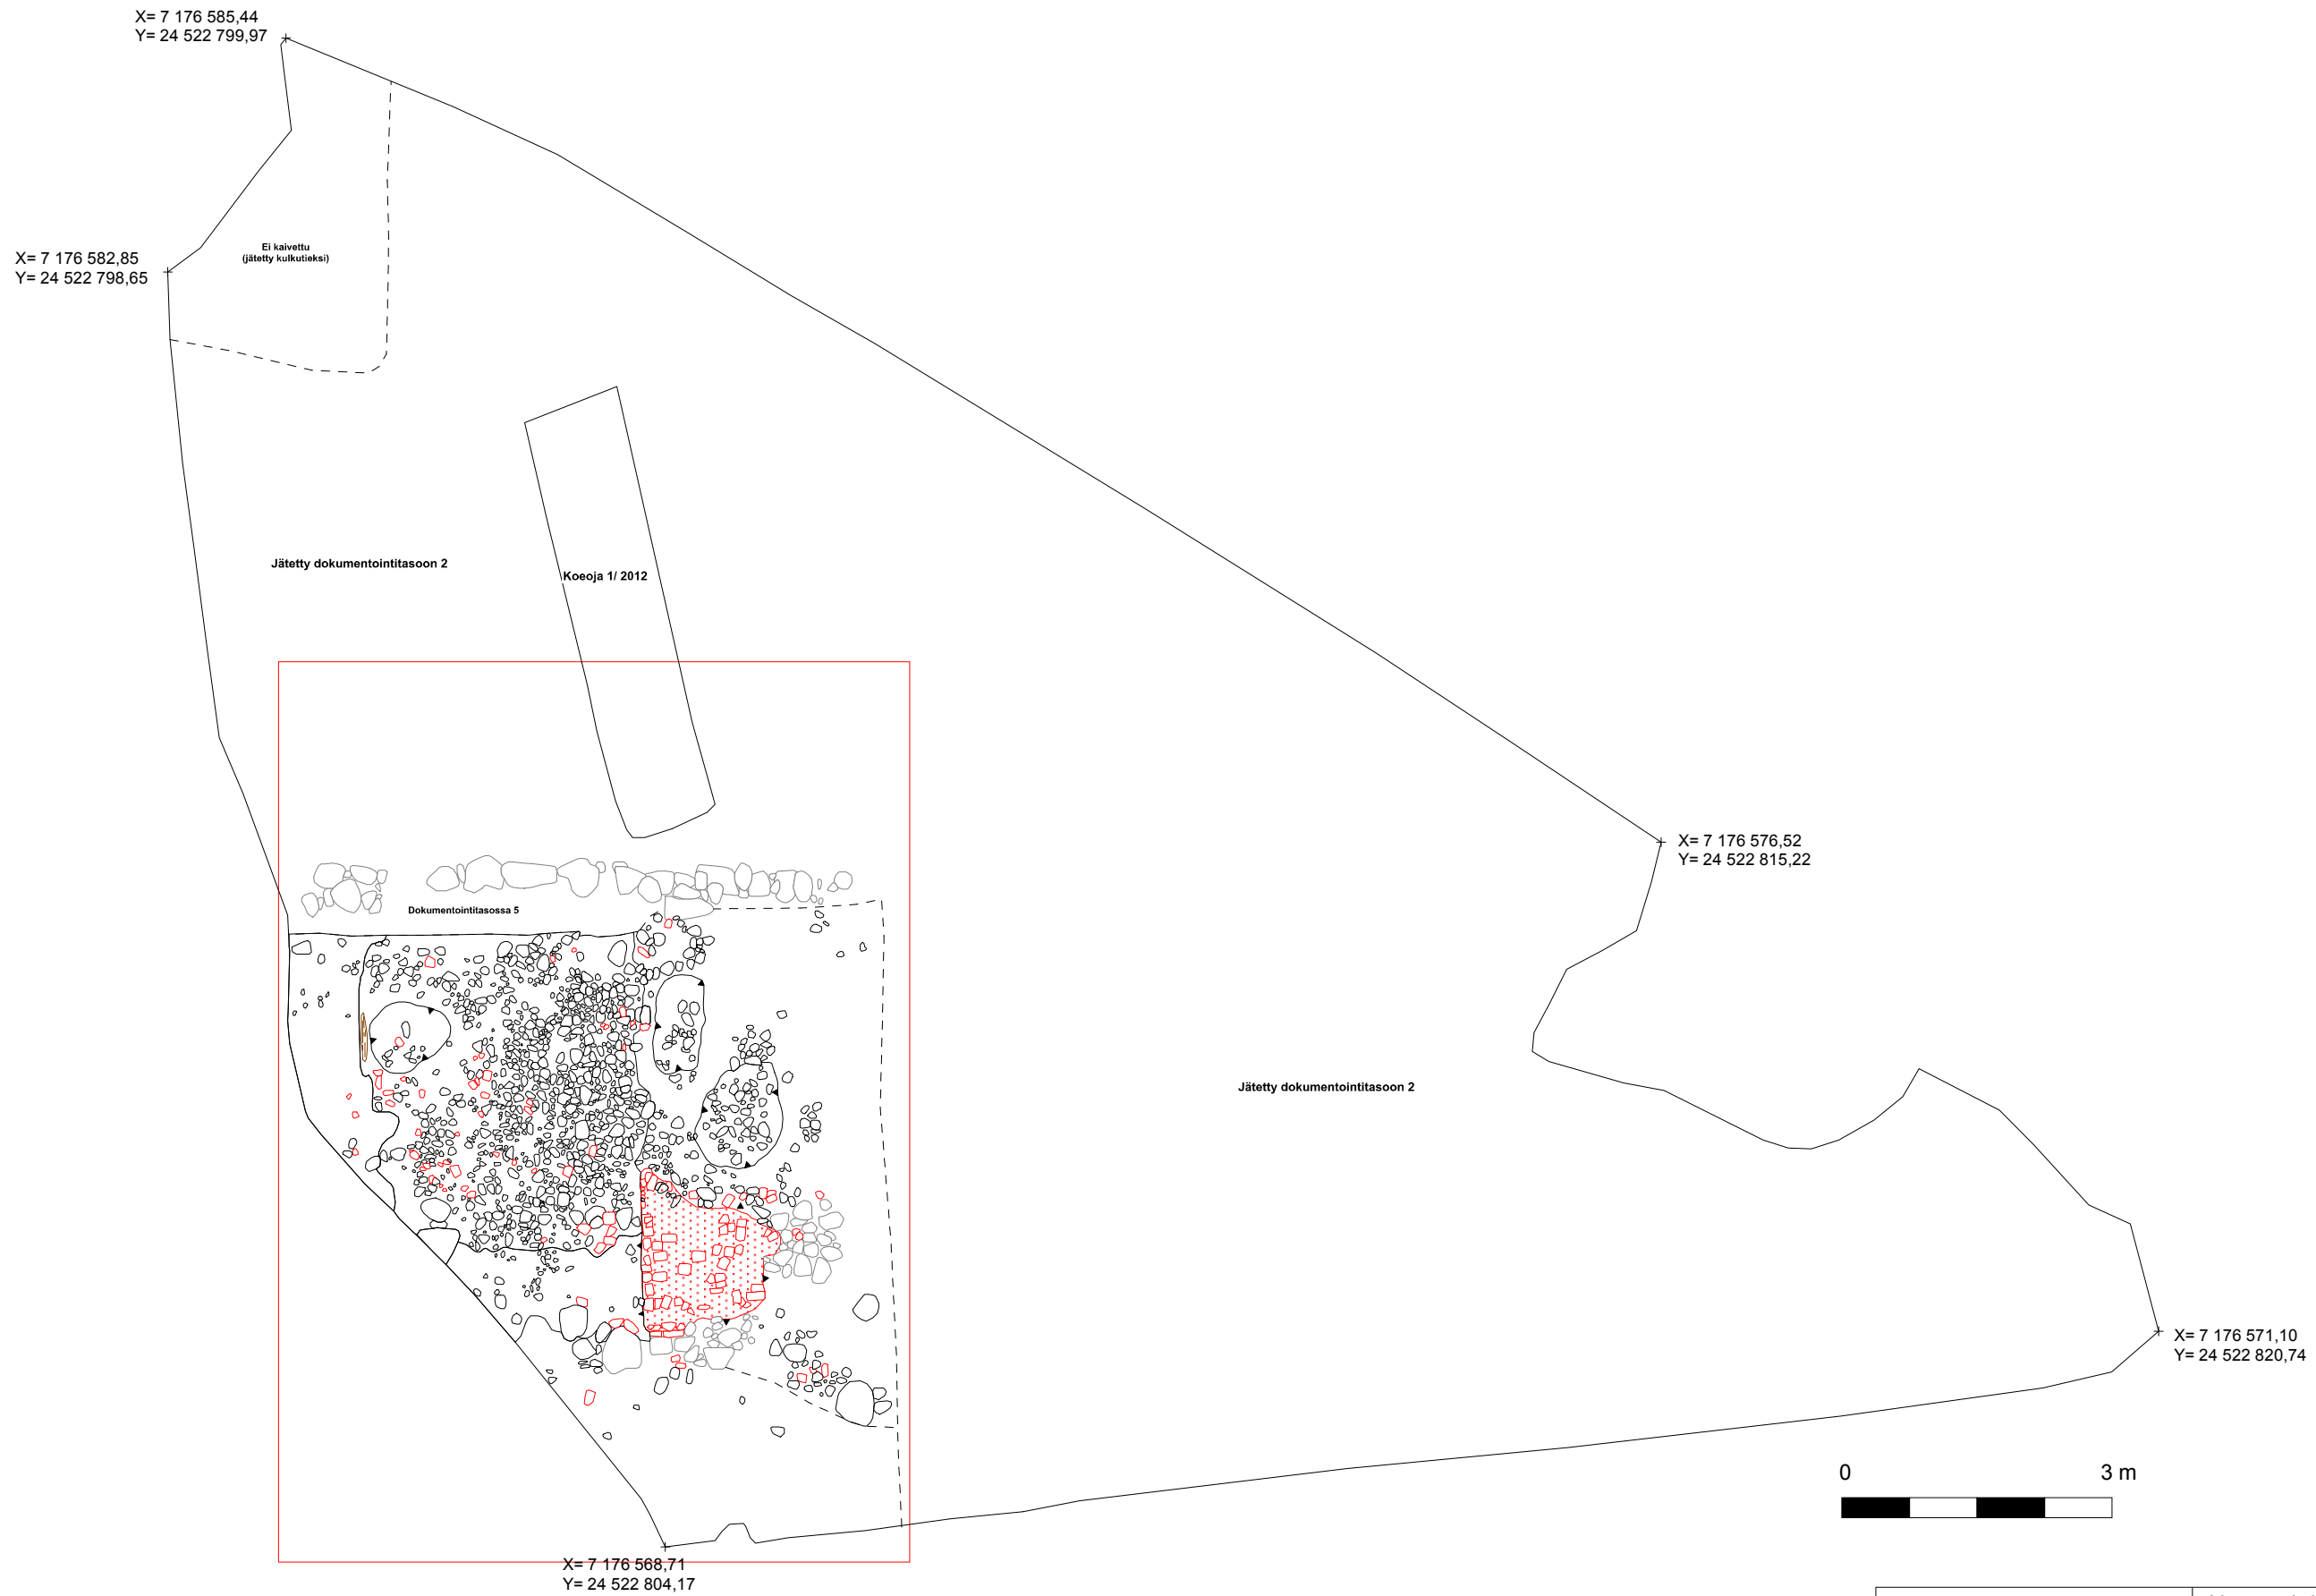 X= 7 176 585,44
Y= 24 522 799,97
X= 7 176 582,85
Y= 24 522 798,65
Ei kaivettu
(jätetty kulkutieksi)
Jätetty dokumentointitasoon 2
Koeoja 1/ 2012
X= 7 176 576,52
Y= 24 522 815,22
Dokumentointitasossa 5
Jätetty dokumentointitasoon 2
X= 7 176 571,10
Y= 24 522 820,74
0 3 m
X= 7 176 568,71
Y= 24 522 804,17